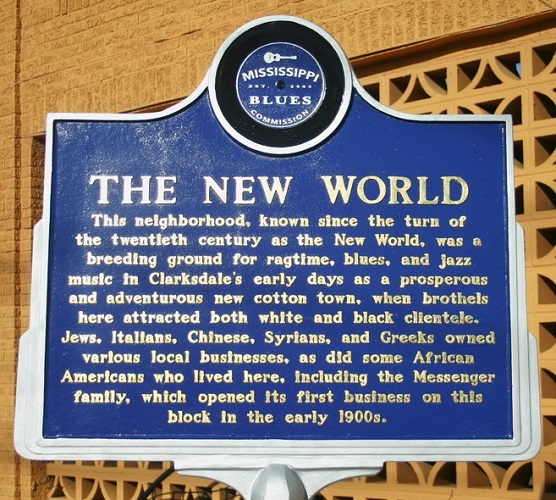 MISSISSIPPI
BLUES
COMMISSION
THE NEW WORLD
This neighborhood, known since the turn of
the twentieth century as the New World, was a
breeding ground for ragtime, blues, and jazz
music in Clarksdale's early days as a prosperous
and adventurous new cotton town, when brothels
here attracted both white and black clientele.
Jews, Italians, Chinese, Syrians, and Greeks owned
various local businesses, as did some African
Americans who lived here, including the Messenger
family, which opened its first business on this
block in the early 1900s.